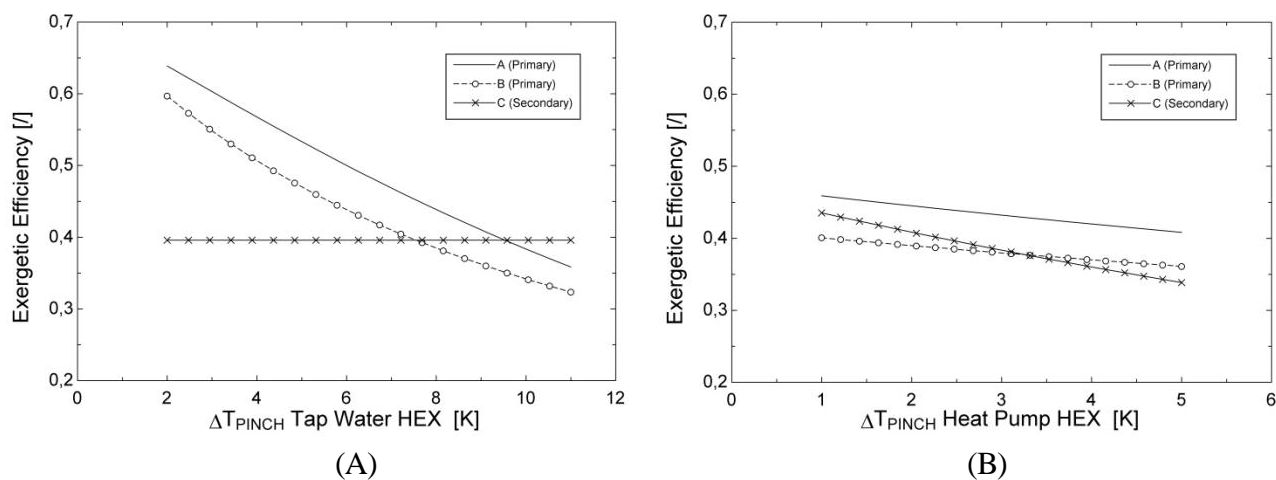 0,7
0,6
0,5
0,4
0,3
0,2
Exergetic Efficiency [/]
A (Primary)
B (Primary)
C (Secondary)
0 2 4 6 8 10 12
ΔT_PINCH Tap Water HEX [K]
(A)
0,7
0,6
0,5
0,4
0,3
0,2
Exergetic Efficiency [/]
A (Primary)
B (Primary)
C (Secondary)
0 1 2 3 4 5 6
ΔT_PINCH Heat Pump HEX [K]
(B)